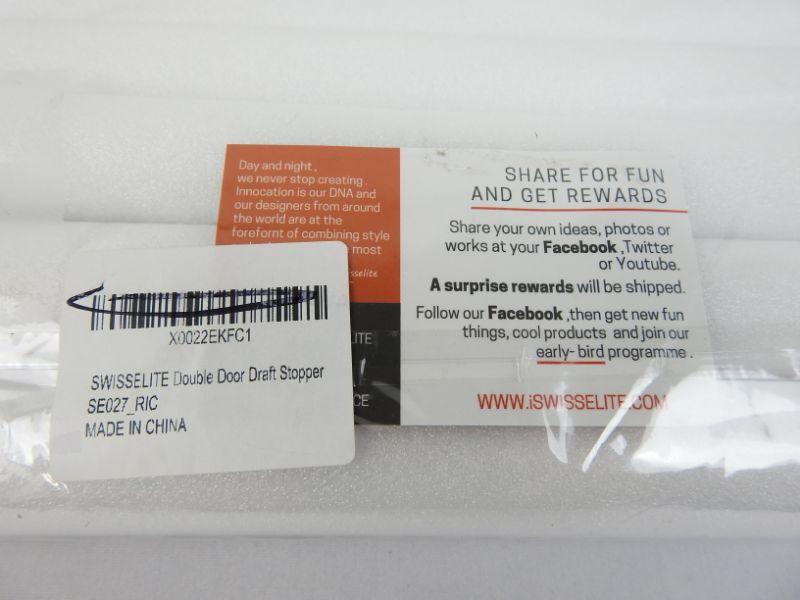 Day and night ,
we never stop creating .
Innocation is our DNA and
our designers from around
the world are at the
forefornt of combining style
most
isselite
LITE
CE
SHARE FOR FUN
AND GET REWARDS
Share your own ideas, photos or
works at your Facebook ,Twitter
or Youtube.
A surprise rewards will be shipped.
Follow our Facebook ,then get new fun
things, cool products and join our
early- bird programme .
WWW.iSWISSELITE.COM
X0022EKFC1
SWISSELITE Double Door Draft Stopper
SE027_RIC
MADE IN CHINA